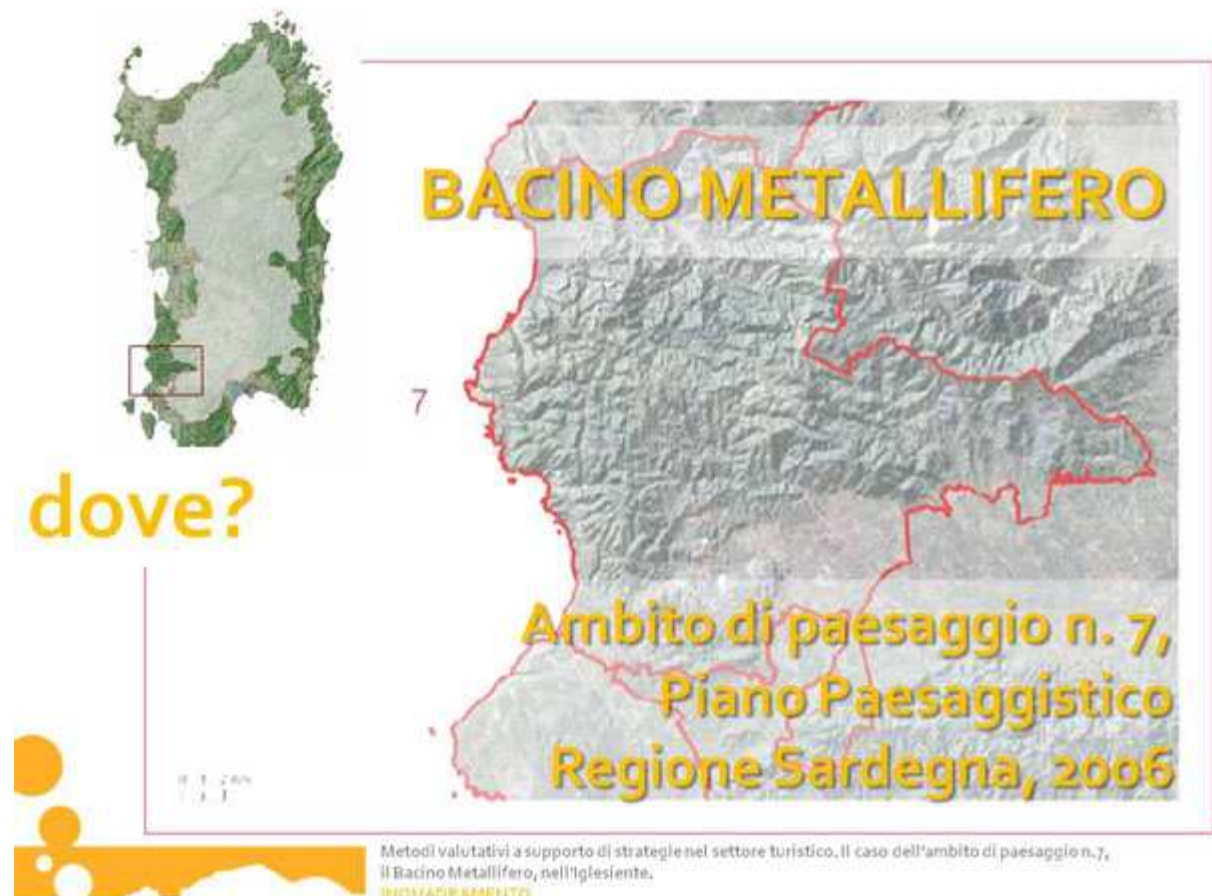 BACINO METALLIFERO
7
dove?
Ambito di paesaggio n. 7,
Piano Paesaggistico
Regione Sardegna, 2006
Metodi valutativi a supporto di strategie nel settore turistico. Il caso dell'ambito di paesaggio n.7,
il Bacino Metallifero, nell'Iglesiente.
INQUADRAMENTO